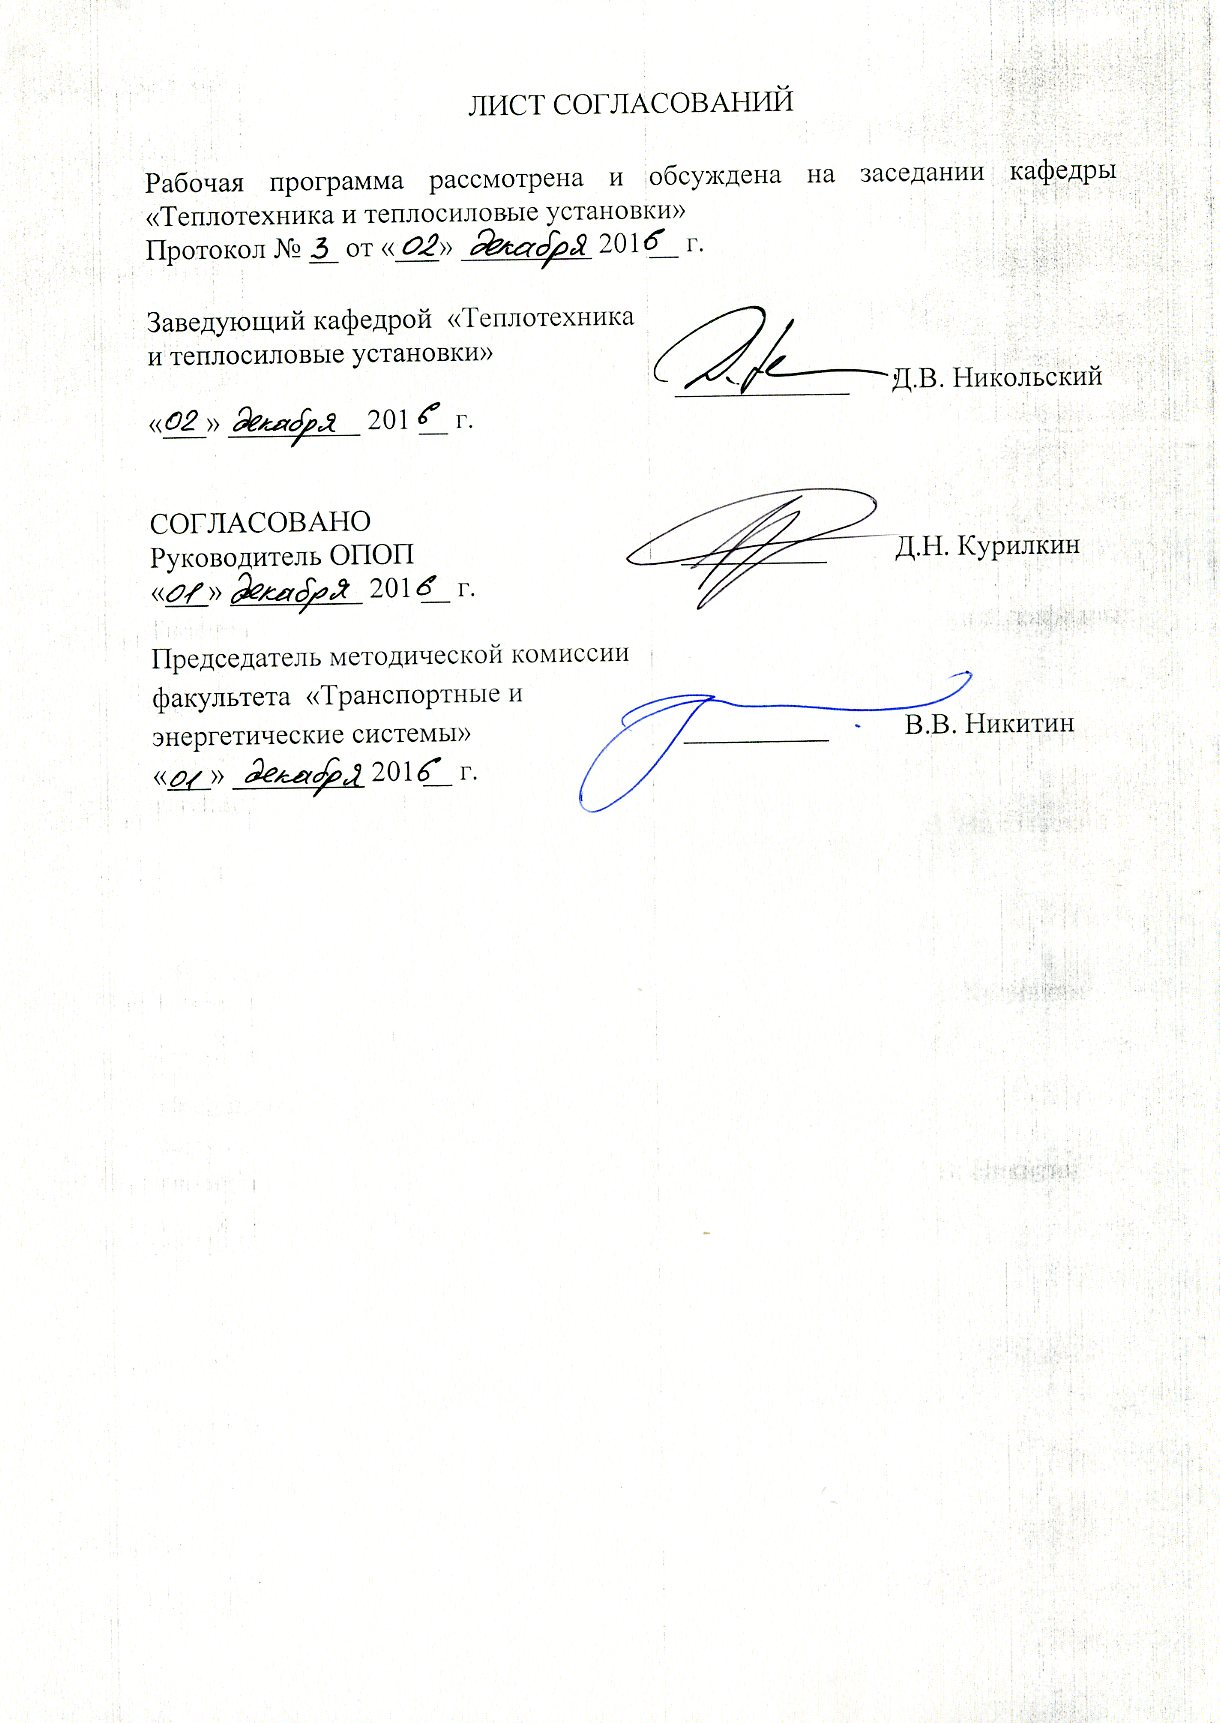 ЛИСТ СОГЛАСОВАНИЙ
Рабочая программа рассмотрена и обсуждена на заседании кафедры
«Теплотехника и теплосиловые установки»
Протокол № 3 от «02» декабря 2016 г.
Заведующий кафедрой «Теплотехника
и теплосиловые установки»
Д.В. Никольский
«02» декабря 2016 г.
СОГЛАСОВАНО
Руководитель ОПОП
Д.Н. Курилкин
«01» декабря 2016 г.
Председатель методической комиссии
факультета «Транспортные и
энергетические системы»
В.В. Никитин
«01» декабря 2016 г.